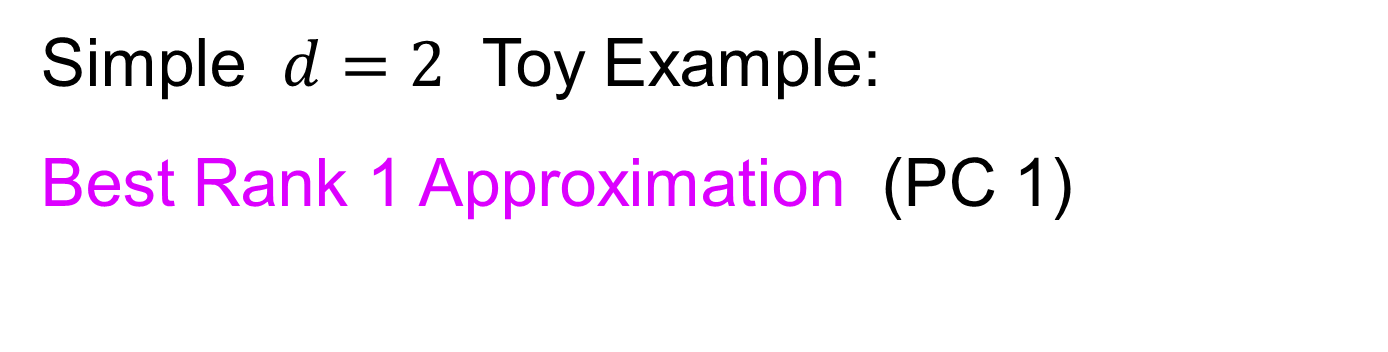 Simple d = 2 Toy Example:
Best Rank 1 Approximation (PC 1)